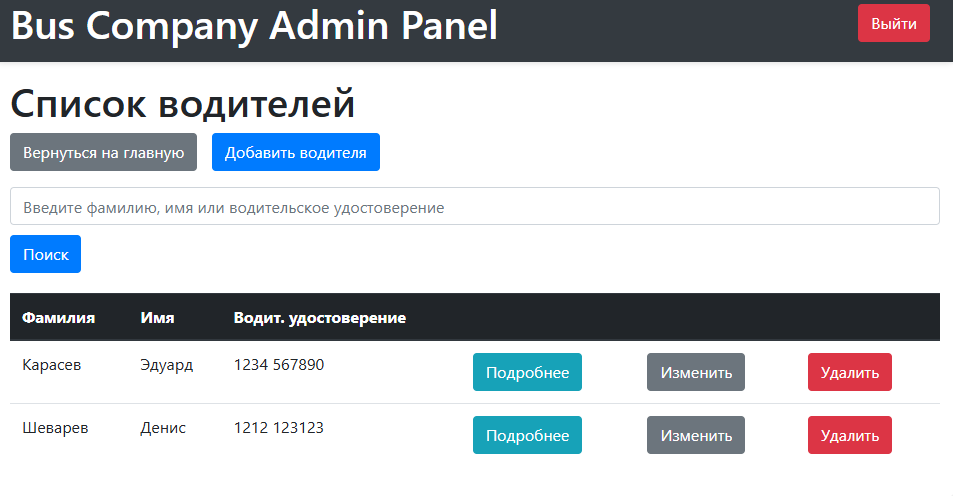 Bus Company Admin Panel Выйти
Список водителей
Вернуться на главную Добавить водителя
Введите фамилию, имя или водительское удостоверение
Поиск
Фамилия Имя Водит. удостоверение
Карасев Эдуард 1234 567890 Подробнее Изменить Удалить
Шеварев Денис 1212 123123 Подробнее Изменить Удалить